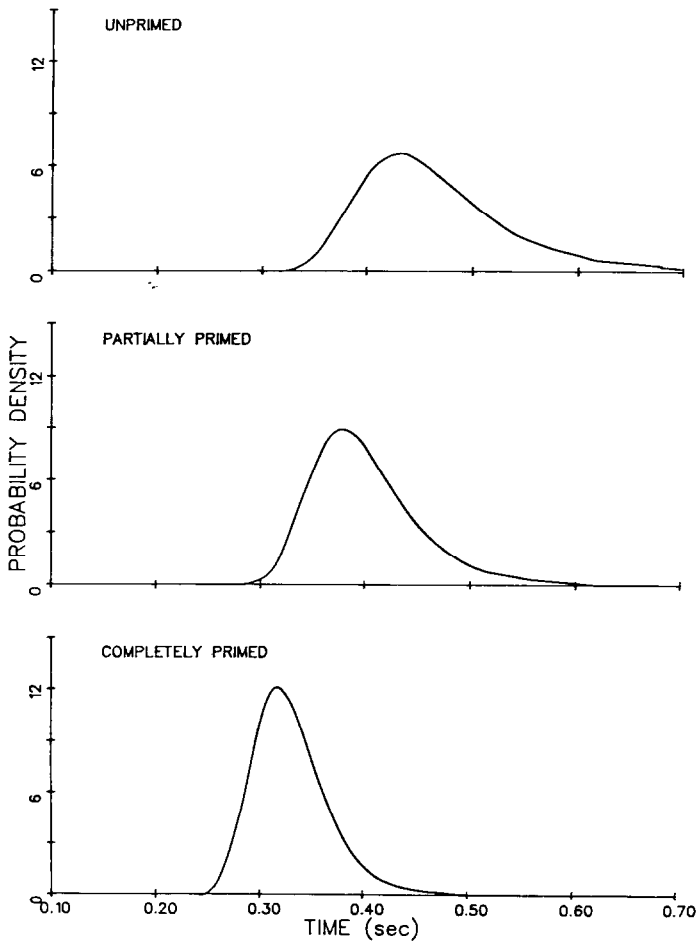 UNPRIMED
12
6
0
PARTIALLY PRIMED
12
6
0
PROBABILITY DENSITY
COMPLETELY PRIMED
12
6
0
0.10 0.20 0.30 0.40 0.50 0.60 0.70
TIME (sec)